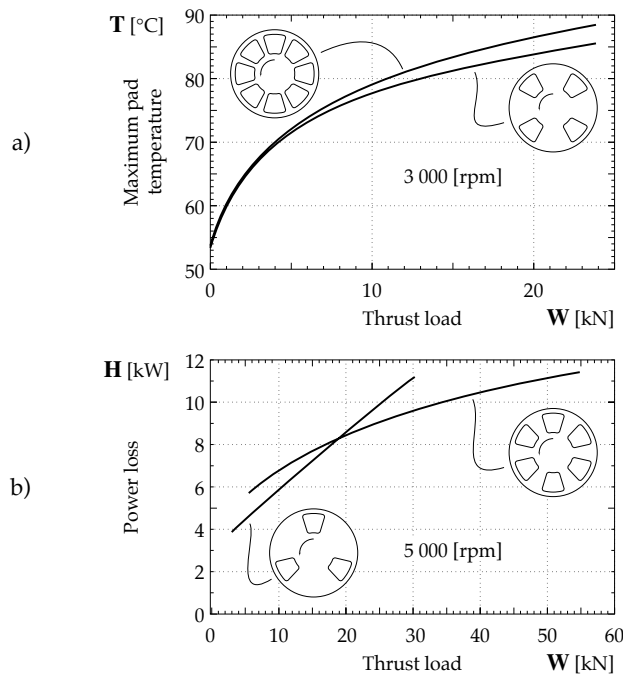 T [°C]
90
80
70
60
50
Maximum pad
temperature
a)
3 000 [rpm]
0
10
20
Thrust load
W [kN]
H [kW]
12
10
8
6
4
2
0
Power loss
b)
5 000 [rpm]
0
10
20
30
40
50
60
Thrust load
W [kN]